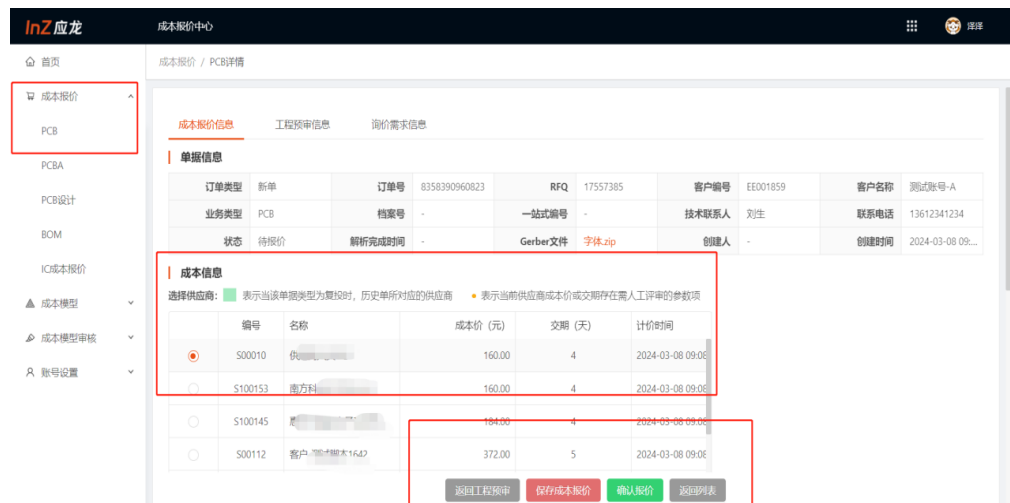 InZ应龙 成本报价中心 泽泽
首页 成本报价 / PCB详情
成本报价
PCB
PCBA
PCB设计
BOM
IC成本报价
成本模型
成本模型审核
账号设置
成本报价信息 工程预审信息 询价需求信息
单据信息
订单类型 新单 订单号 8358390960823 RFQ 17557385 客户编号 EE001859 客户名称 测试账号-A
业务类型 PCB 档案号 - 一站式编号 - 技术联系人 刘生 联系电话 13612341234
状态 待报价 解析完成时间 - Gerber文件 字体.zip 创建人 - 创建时间 2024-03-08 09:...
成本信息
选择供应商: 表示当该单据类型为复投时，历史单所对应的供应商 表示当前供应商成本价或交期存在需人工评审的参数项
编号 名称 成本价 (元) 交期 (天) 计价时间
S00010 160.00 4 2024-03-08 09:08
S100153 南方科 160.00 4 2024-03-08 09:08
S100145 184.00 4 2024-03-08 09:08
S00112 客户 372.00 5 2024-03-08 09:08
返回工程预审 保存成本报价 确认报价 返回列表